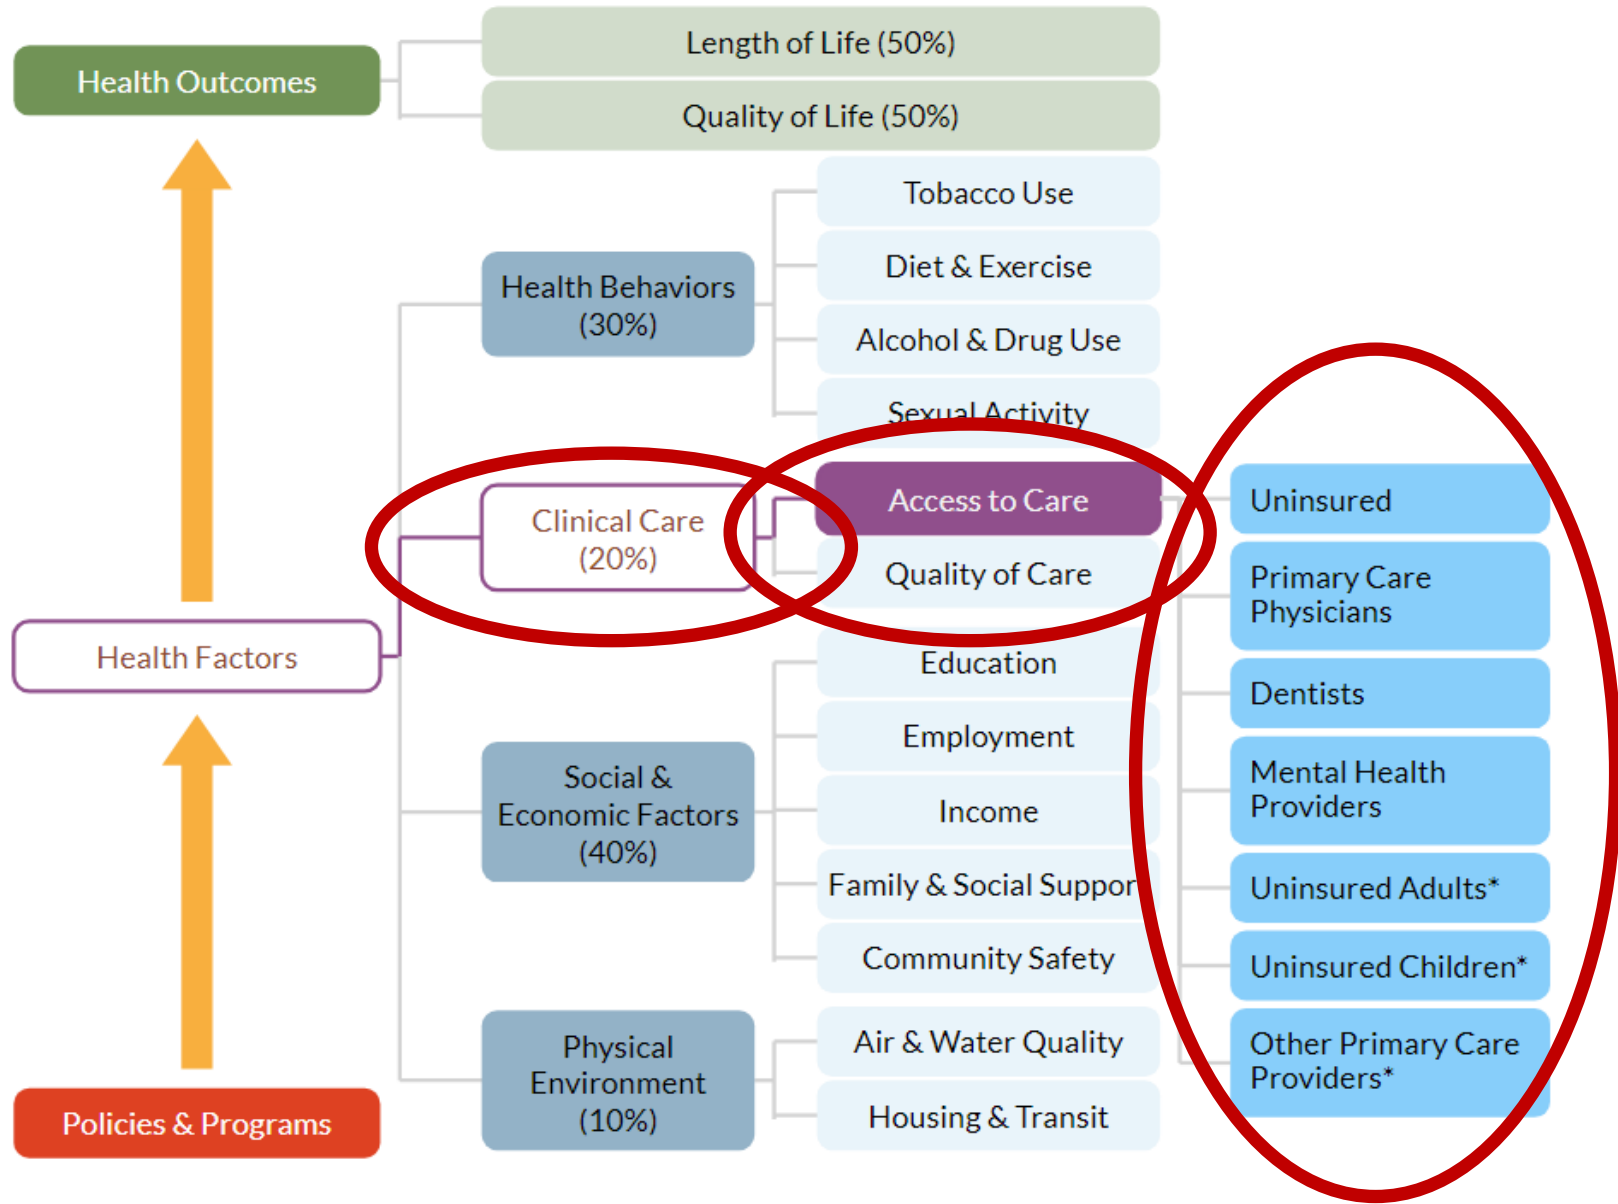 Health Outcomes
Length of Life (50%)
Quality of Life (50%)
Health Factors
Health Behaviors
(30%)
Tobacco Use
Diet & Exercise
Alcohol & Drug Use
Sexual Activity
Clinical Care
(20%)
Access to Care
Quality of Care
Uninsured
Primary Care
Physicians
Dentists
Mental Health
Providers
Uninsured Adults*
Uninsured Children*
Other Primary Care
Providers*
Social &
Economic Factors
(40%)
Education
Employment
Income
Family & Social Suppor
Community Safety
Physical
Environment
(10%)
Air & Water Quality
Housing & Transit
Policies & Programs